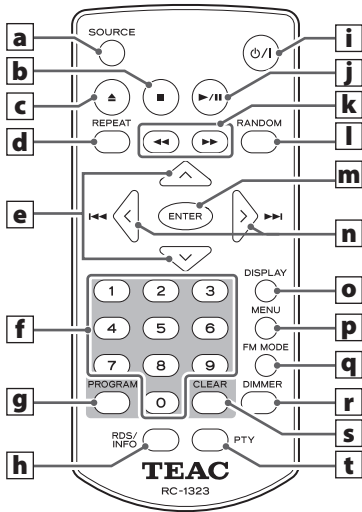 SOURCE
a
i
b
j
c
k
REPEAT
RANDOM
d
l
m
e
ENTER
n
DISPLAY
o
1 2 3
MENU
f
4 5 6
p
FM MODE
7 8 9
q
PROGRAM
CLEAR
DIMMER
g
0
r
s
RDS/
INFO
PTY
h
t
TEAC
RC-1323